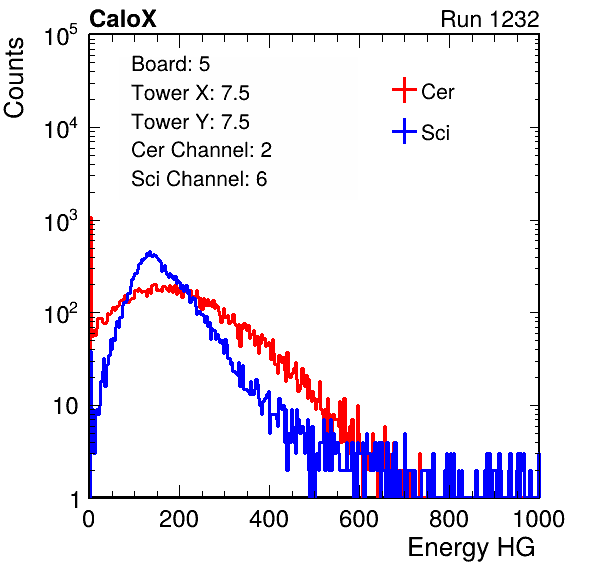 CaloX Run 1232
Counts
Board: 5
Tower X: 7.5
Tower Y: 7.5
Cer Channel: 2
Sci Channel: 6
Cer
Sci
10^5
10^4
10^3
10^2
10
1
0 200 400 600 800 1000
Energy HG